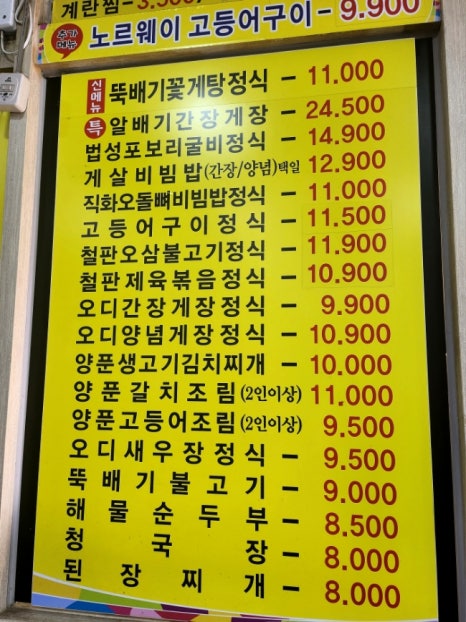 계란찜-3.500/
추가메뉴 노르웨이 고등어구이-9.900
신메뉴 뚝배기꽃게탕정식-11.000
특 알배기간장게장-24.500
법성포보리굴비정식-14.900
게살비빔밥(간장/양념)택일 12.900
직화오돌뼈비빔밥정식-11.000
고등어구이정식-11.500
철판오삼불고기정식-11.900
철판제육볶음정식-10.900
오디간장게장정식-9.900
오디양념게장정식-10.900
양푼생고기김치찌개-10.000
양푼갈치조림(2인이상)11.000
양푼고등어조림(2인이상)9.500
오디새우장정식-9.500
뚝배기불고기-9.000
해물순두부-8.500
청국장-8.000
된장찌개-8.000